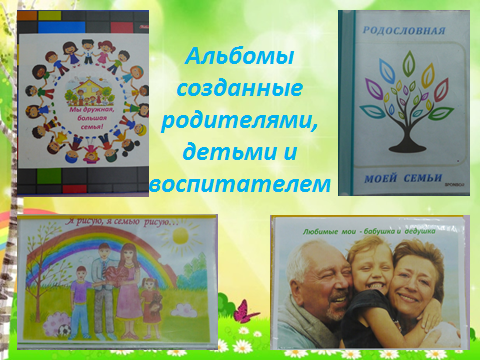 Альбомы
созданные
родителями,
детьми и
воспитателем
Мы дружная,
большая
семья!
РОДОСЛОВНАЯ
МОЕЙ СЕМЬИ
Я рисую, я семью рисую...
Любимые мои - бабушка и дедушка